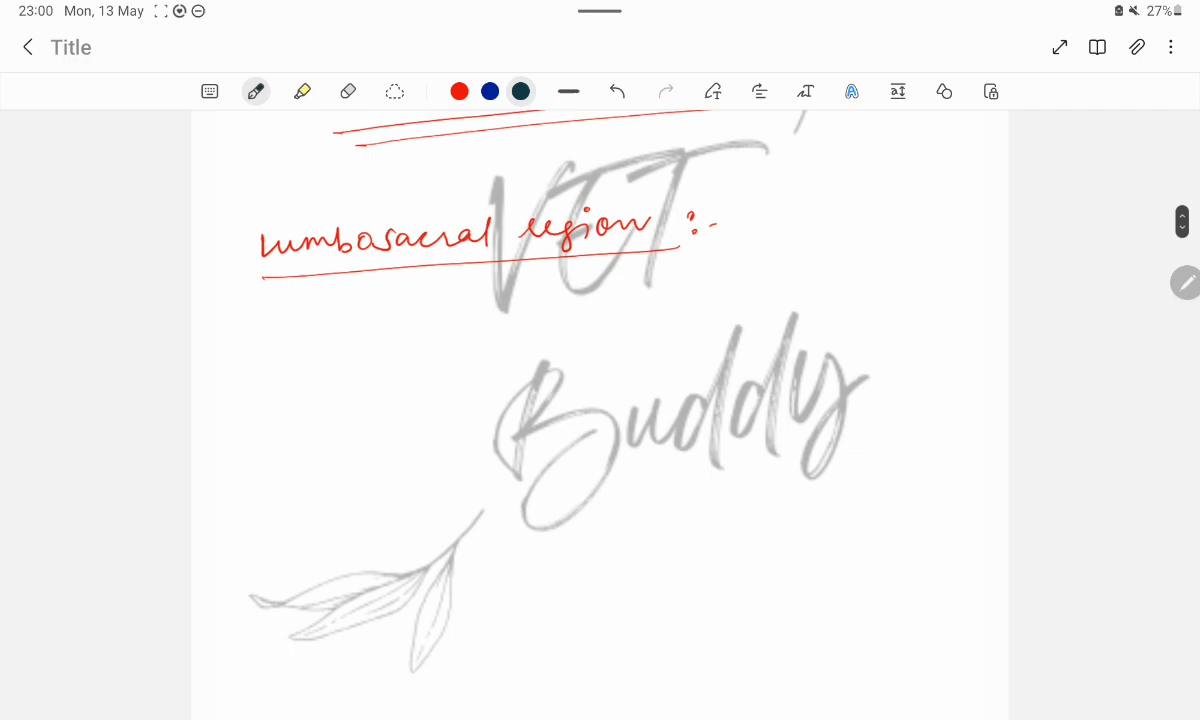 23:00 Mon, 13 May 27%
Title
Lumbosacral region :-
VET
Buddy